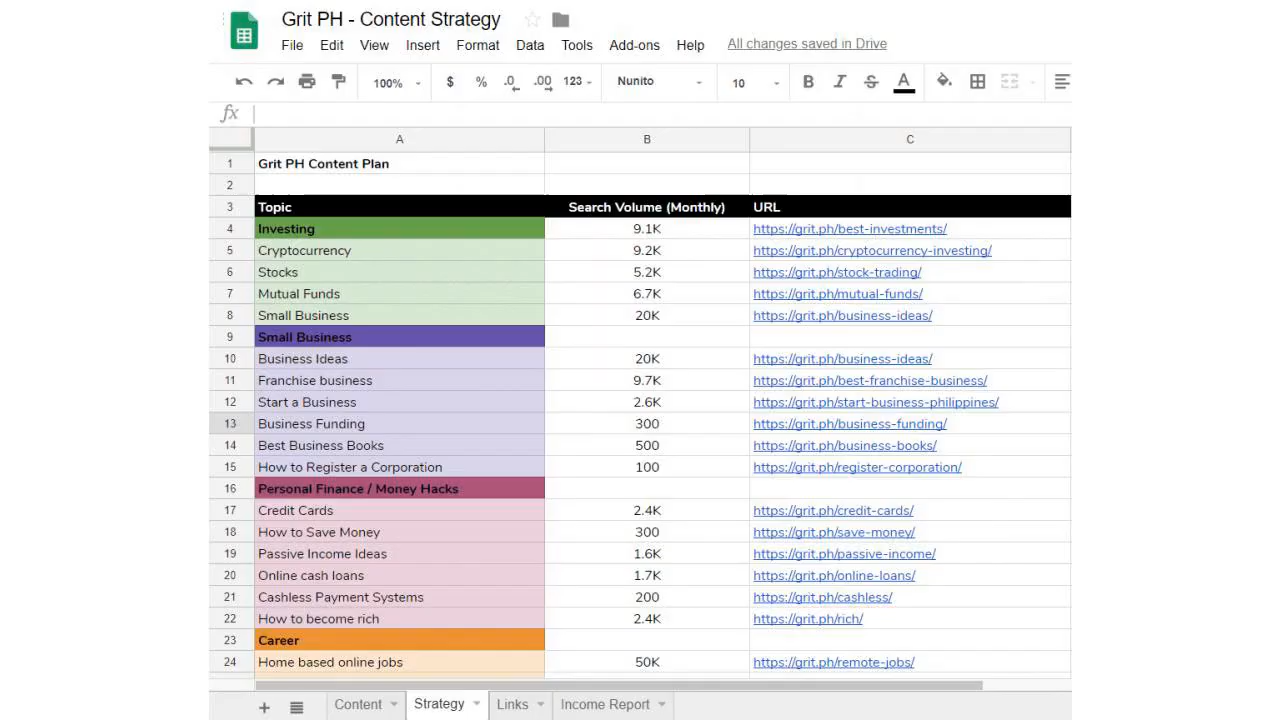 Grit PH - Content Strategy
File Edit View Insert Format Data Tools Add-ons Help All changes saved in Drive
100% $ % .0 .00 123 Nunito 10 B I S A
fx
A B C
1 Grit PH Content Plan
2
3 Topic Search Volume (Monthly) URL
4 Investing 9.1K https://grit.ph/best-investments/
5 Cryptocurrency 9.2K https://grit.ph/cryptocurrency-investing/
6 Stocks 5.2K https://grit.ph/stock-trading/
7 Mutual Funds 6.7K https://grit.ph/mutual-funds/
8 Small Business 20K https://grit.ph/business-ideas/
9 Small Business
10 Business Ideas 20K https://grit.ph/business-ideas/
11 Franchise business 9.7K https://grit.ph/best-franchise-business/
12 Start a Business 2.6K https://grit.ph/start-business-philippines/
13 Business Funding 300 https://grit.ph/business-funding/
14 Best Business Books 500 https://grit.ph/business-books/
15 How to Register a Corporation 100 https://grit.ph/register-corporation/
16 Personal Finance / Money Hacks
17 Credit Cards 2.4K https://grit.ph/credit-cards/
18 How to Save Money 300 https://grit.ph/save-money/
19 Passive Income Ideas 1.6K https://grit.ph/passive-income/
20 Online cash loans 1.7K https://grit.ph/online-loans/
21 Cashless Payment Systems 200 https://grit.ph/cashless/
22 How to become rich 2.4K https://grit.ph/rich/
23 Career
24 Home based online jobs 50K https://grit.ph/remote-jobs/
+ Content Strategy Links Income Report